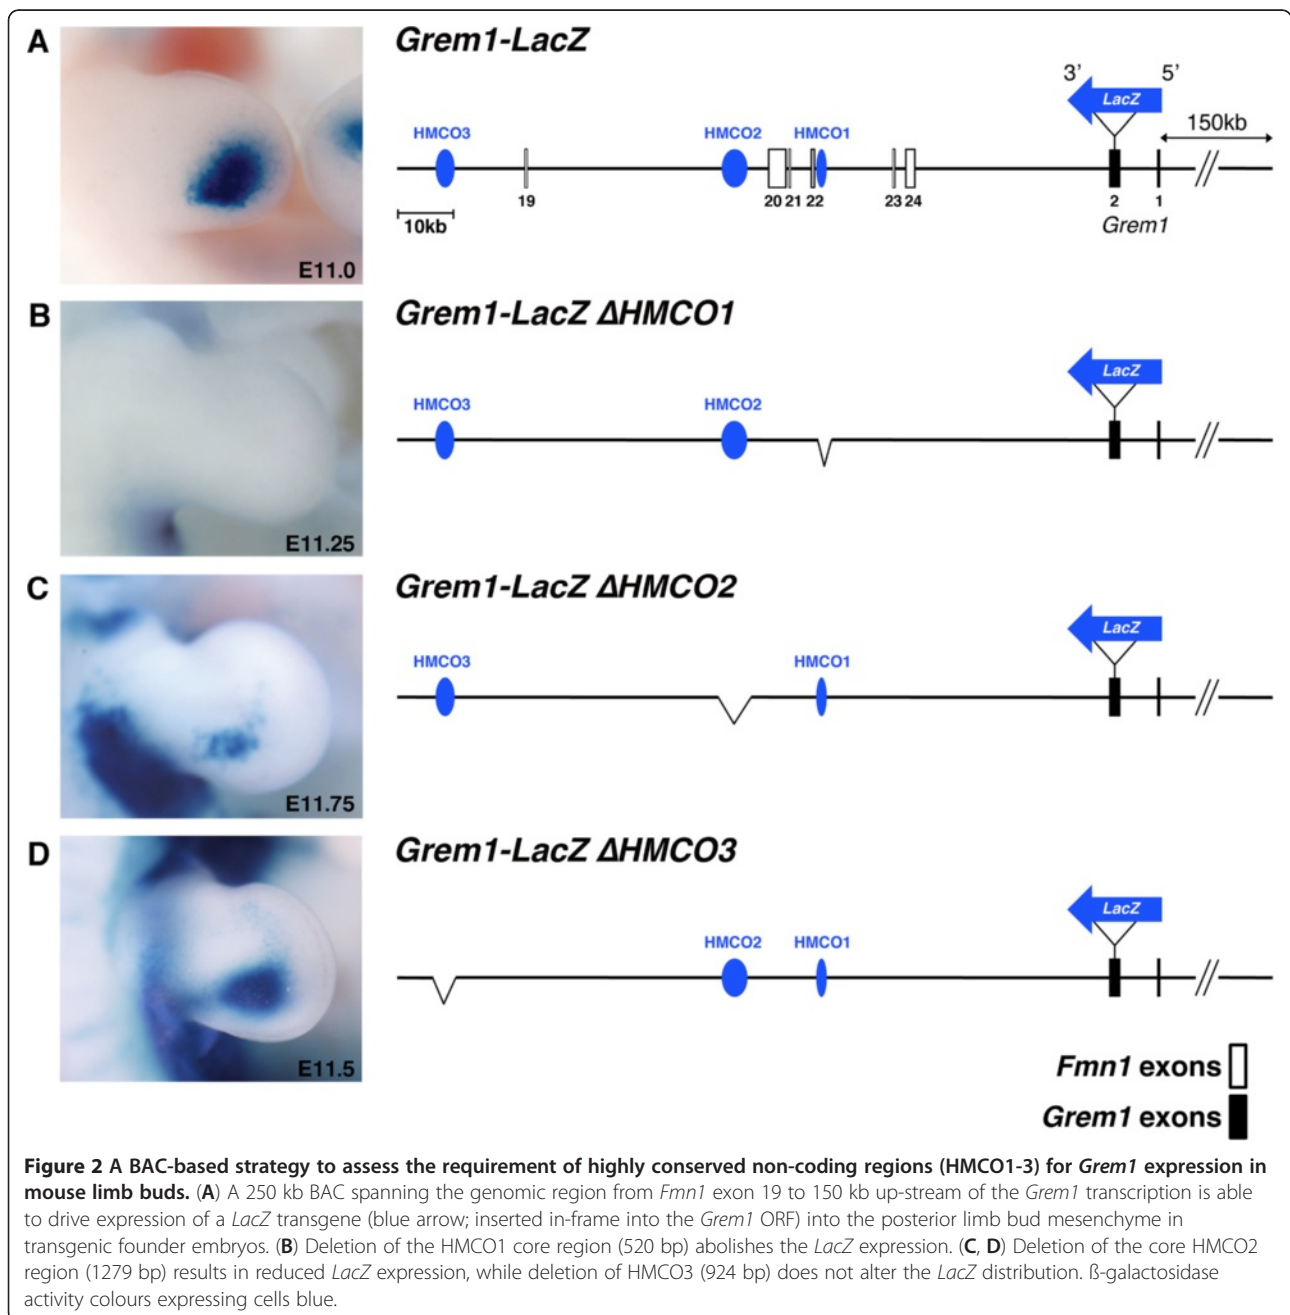 A
Grem1-LacZ
3’ 5’
LacZ
150kb
HMCO3 HMCO2 HMCO1
19 20 21 22 23 24 2 1
10kb
Grem1
E11.0
B
Grem1-LacZ ΔHMCO1
LacZ
HMCO3 HMCO2
E11.25
C
Grem1-LacZ ΔHMCO2
LacZ
HMCO3 HMCO1
E11.75
D
Grem1-LacZ ΔHMCO3
LacZ
HMCO2 HMCO1
E11.5
Fmn1 exons
Grem1 exons
Figure 2 A BAC-based strategy to assess the requirement of highly conserved non-coding regions (HMCO1-3) for Grem1 expression in
mouse limb buds. (A) A 250 kb BAC spanning the genomic region from Fmn1 exon 19 to 150 kb up-stream of the Grem1 transcription is able
to drive expression of a LacZ transgene (blue arrow; inserted in-frame into the Grem1 ORF) into the posterior limb bud mesenchyme in
transgenic founder embryos. (B) Deletion of the HMCO1 core region (520 bp) abolishes the LacZ expression. (C, D) Deletion of the core HMCO2
region (1279 bp) results in reduced LacZ expression, while deletion of HMCO3 (924 bp) does not alter the LacZ distribution. ß-galactosidase
activity colours expressing cells blue.